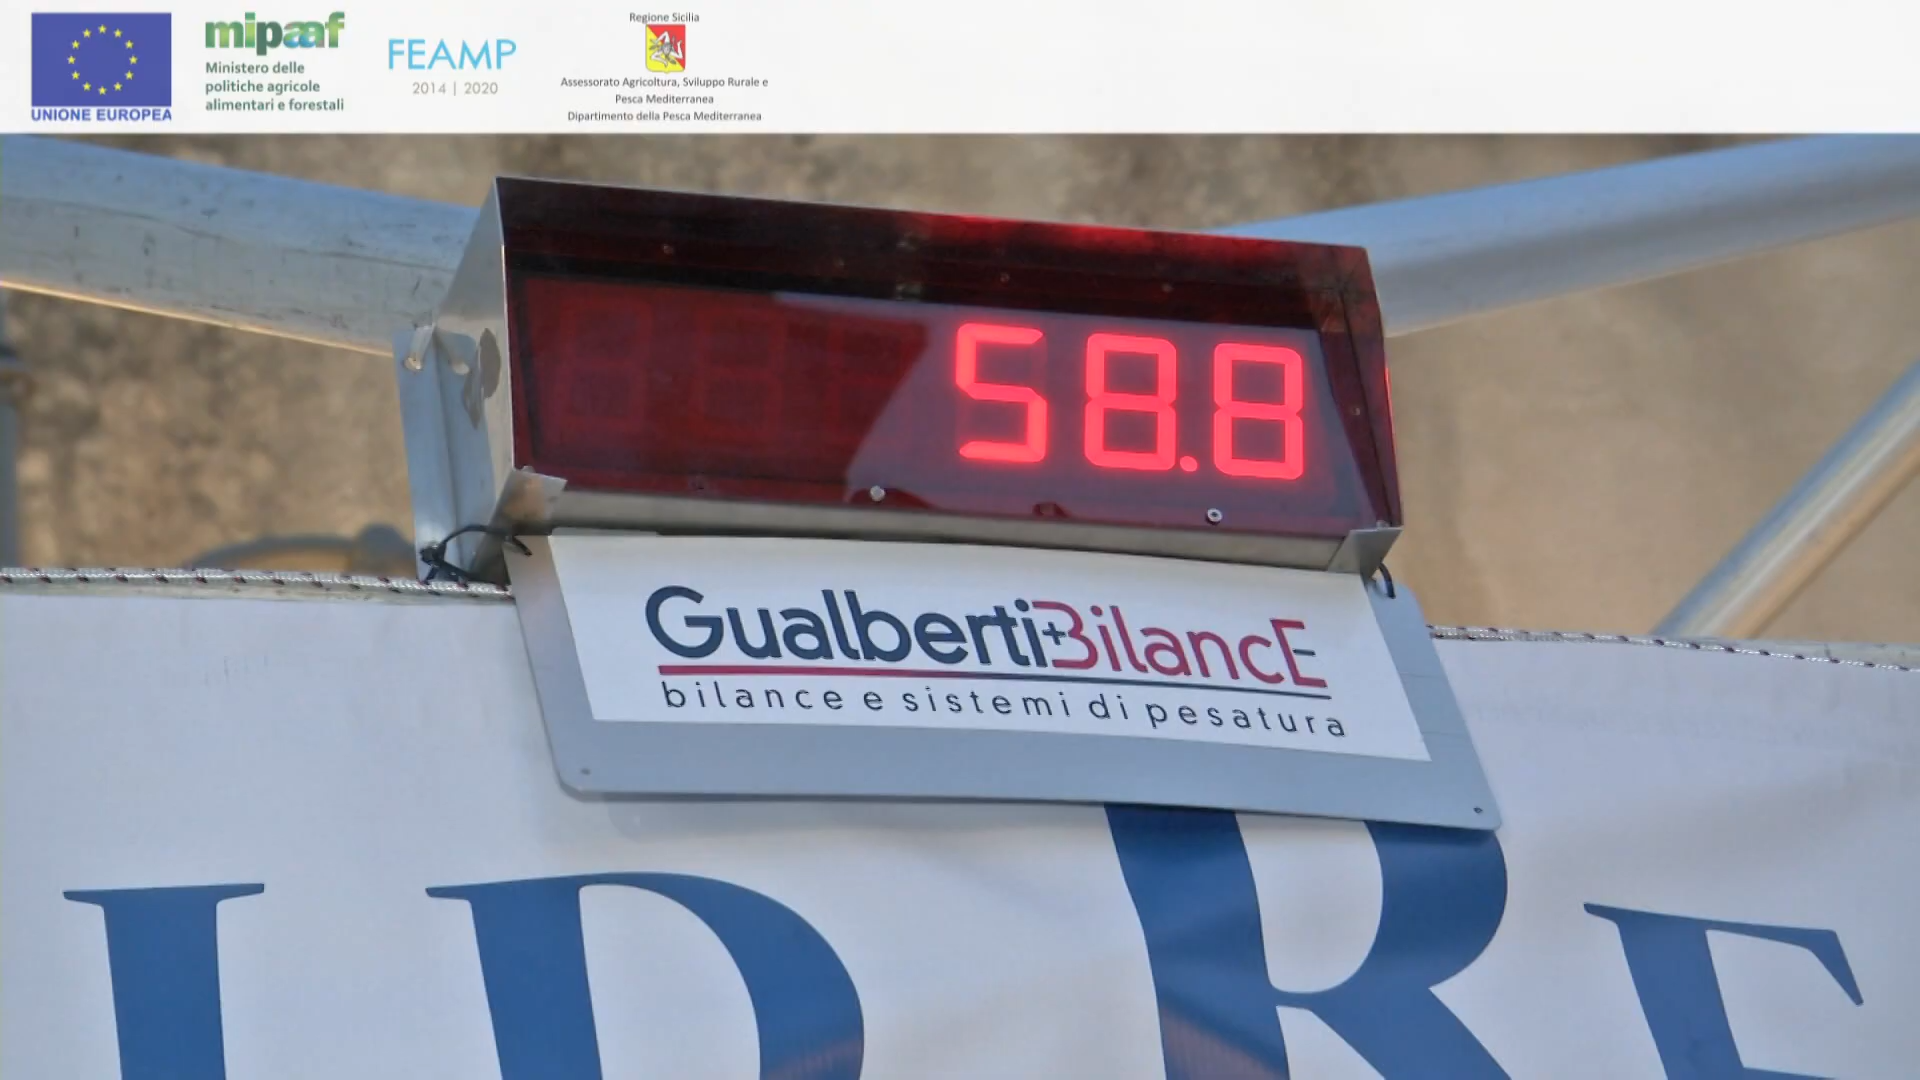 mipaaf
Ministero delle
politiche agricole
alimentari e forestali
UNIONE EUROPEA
FEAMP
2014 | 2020
Regione Sicilia
Assessorato Agricoltura, Sviluppo Rurale e
Pesca Mediterranea
Dipartimento della Pesca Mediterranea
58.8
Gualberti+BilancE
bilance e sistemi di pesatura